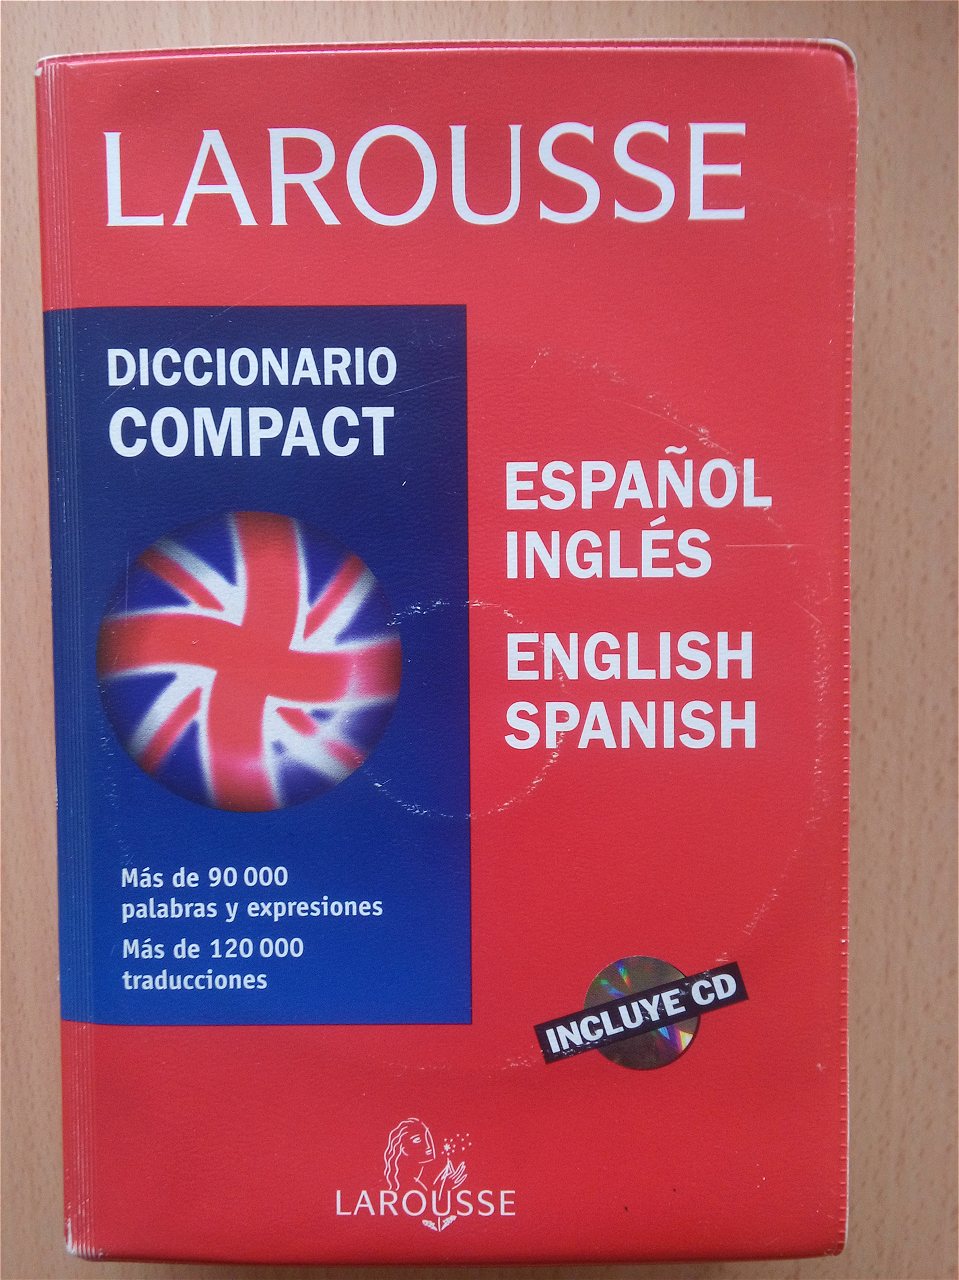 LAROUSSE
DICCIONARIO
COMPACT
ESPAÑOL
INGLÉS
ENGLISH
SPANISH
Más de 90 000
palabras y expresiones
Más de 120 000
traducciones
INCLUYE CD
LAROUSSE